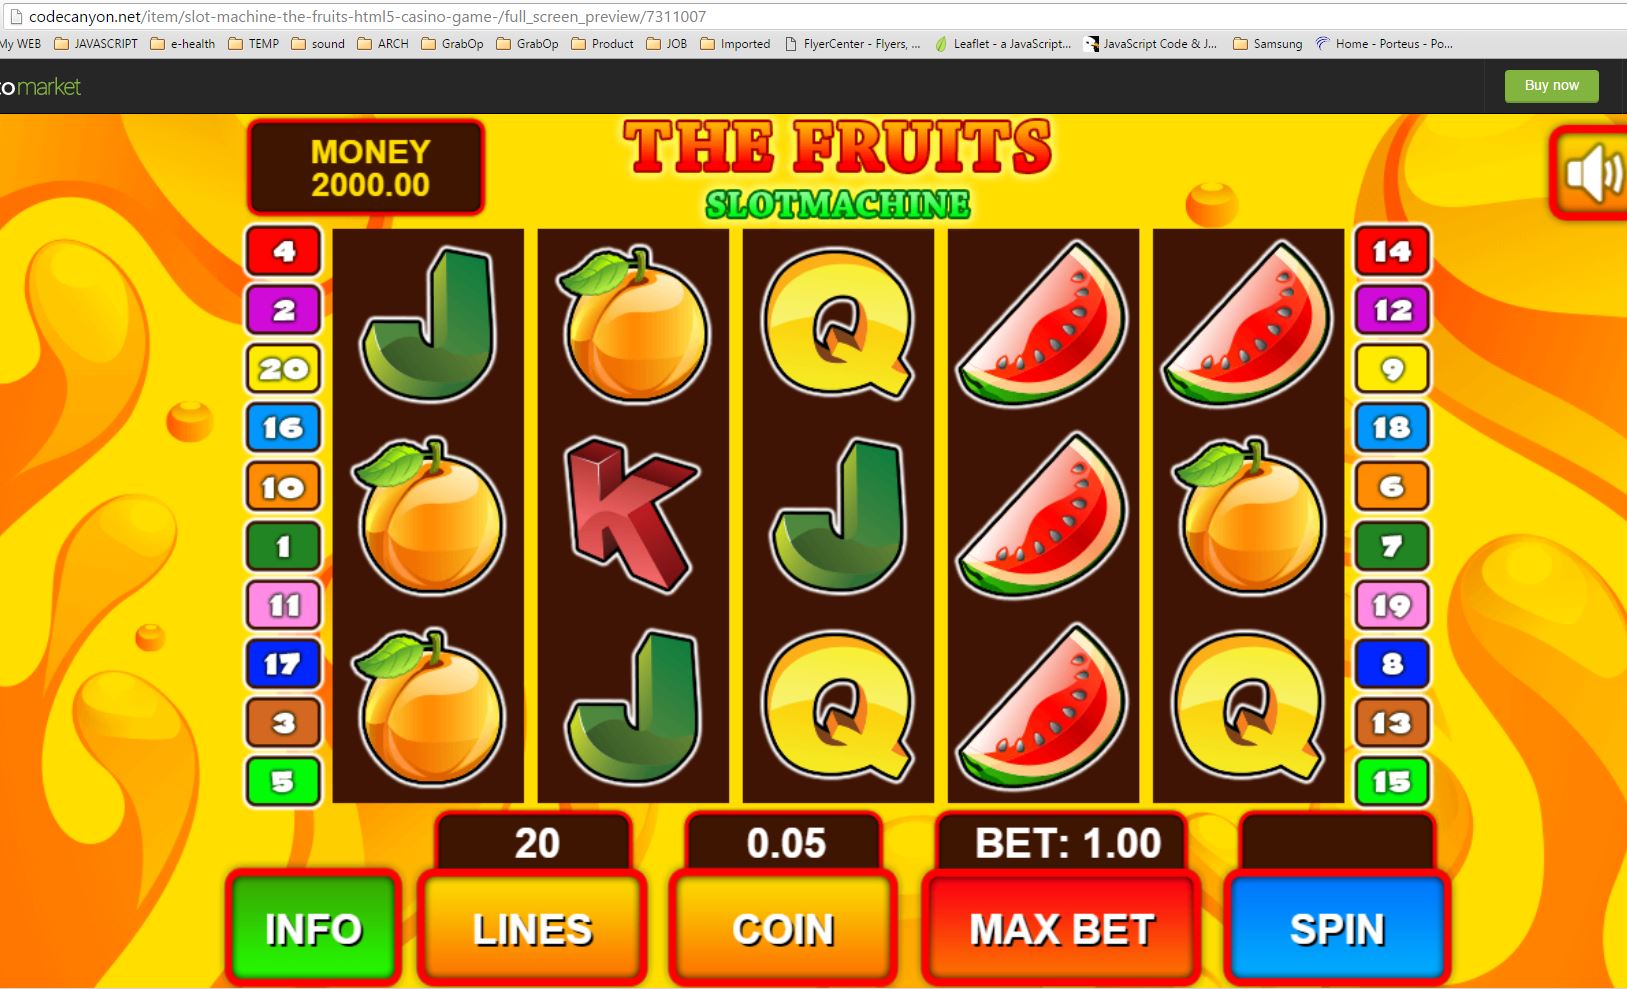 codecanyon.net/item/slot-machine-the-fruits-html5-casino-game-/full_screen_preview/7311007
My WEB JAVASCRIPT e-health TEMP sound ARCH GrabOp GrabOp Product JOB Imported FlyerCenter - Flyers, ... Leaflet - a JavaScript... JavaScript Code & J... Samsung Home - Porteus - Po...
omarket
Buy now
MONEY
2000.00
THE FRUITS
SLOTMACHINE
4
2
20
16
10
1
11
17
3
5
J
Q
K
J
J
Q
Q
14
12
9
18
6
7
19
8
13
15
20
0.05
BET: 1.00
INFO
LINES
COIN
MAX BET
SPIN